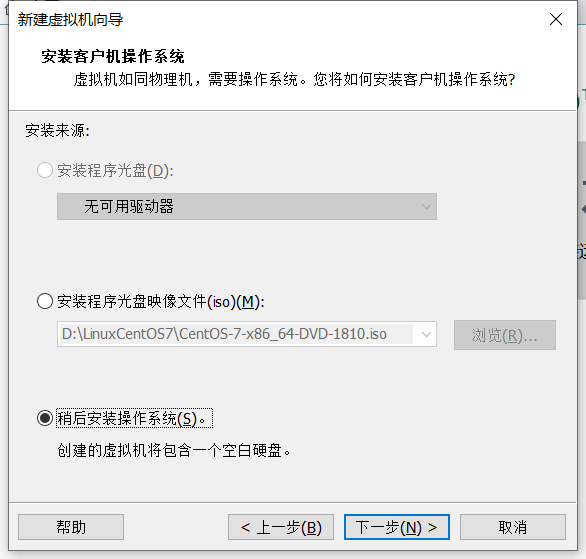 新建虚拟机向导
安装客户机操作系统
虚拟机如同物理机，需要操作系统。您将如何安装客户机操作系统?
安装来源:
安装程序光盘(D):
无可用驱动器
安装程序光盘映像文件(iso)(M):
D:\LinuxCentOS7\CentOS-7-x86_64-DVD-1810.iso
浏览(R)...
稍后安装操作系统(S)。
创建的虚拟机将包含一个空白硬盘。
帮助
< 上一步(B)
下一步(N) >
取消